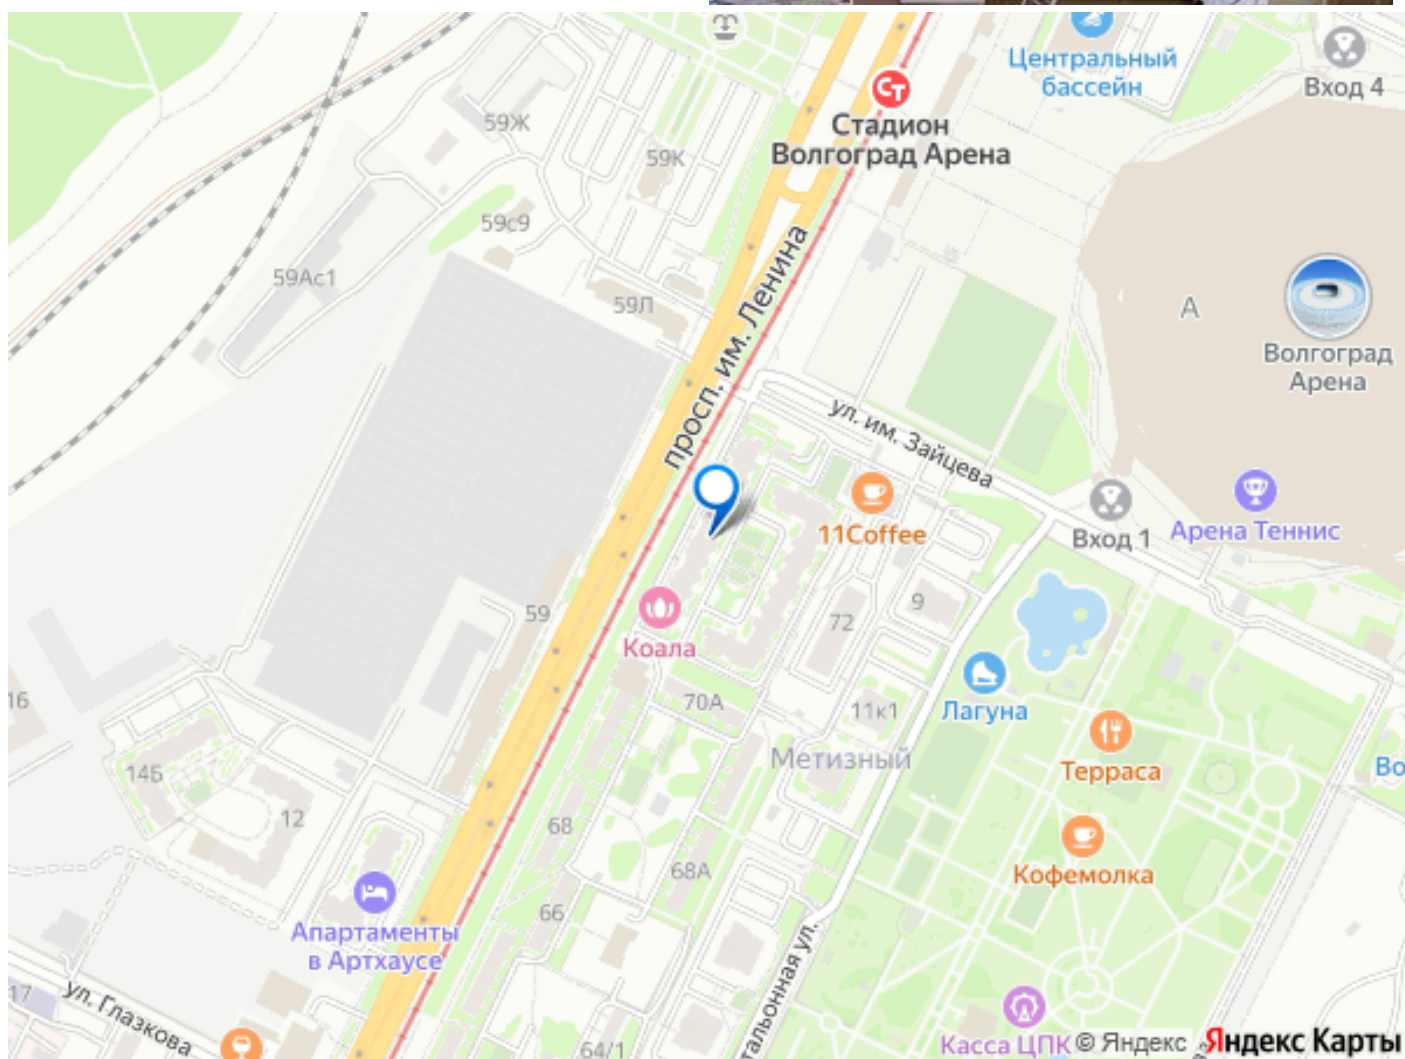 Центральный
бассейн
Вход 4
Стадион
Волгоград Арена
59Ж
59К
59с9
59Ас1
59Л
просп. им. Ленина
А
Волгоград
Арена
ул. им. Зайцева
11Coffee
Вход 1
Арена Теннис
59
Коала
72
9
16
70А
11к1
Лагуна
Метизный
Терраса
Во
14Б
12
68
68А
Кофемолка
66
Апартаменты
в Артхаусе
17
ул. Глазкова
64/1
тальонная ул.
Касса ЦПК
© Яндекс
Яндекс Карты